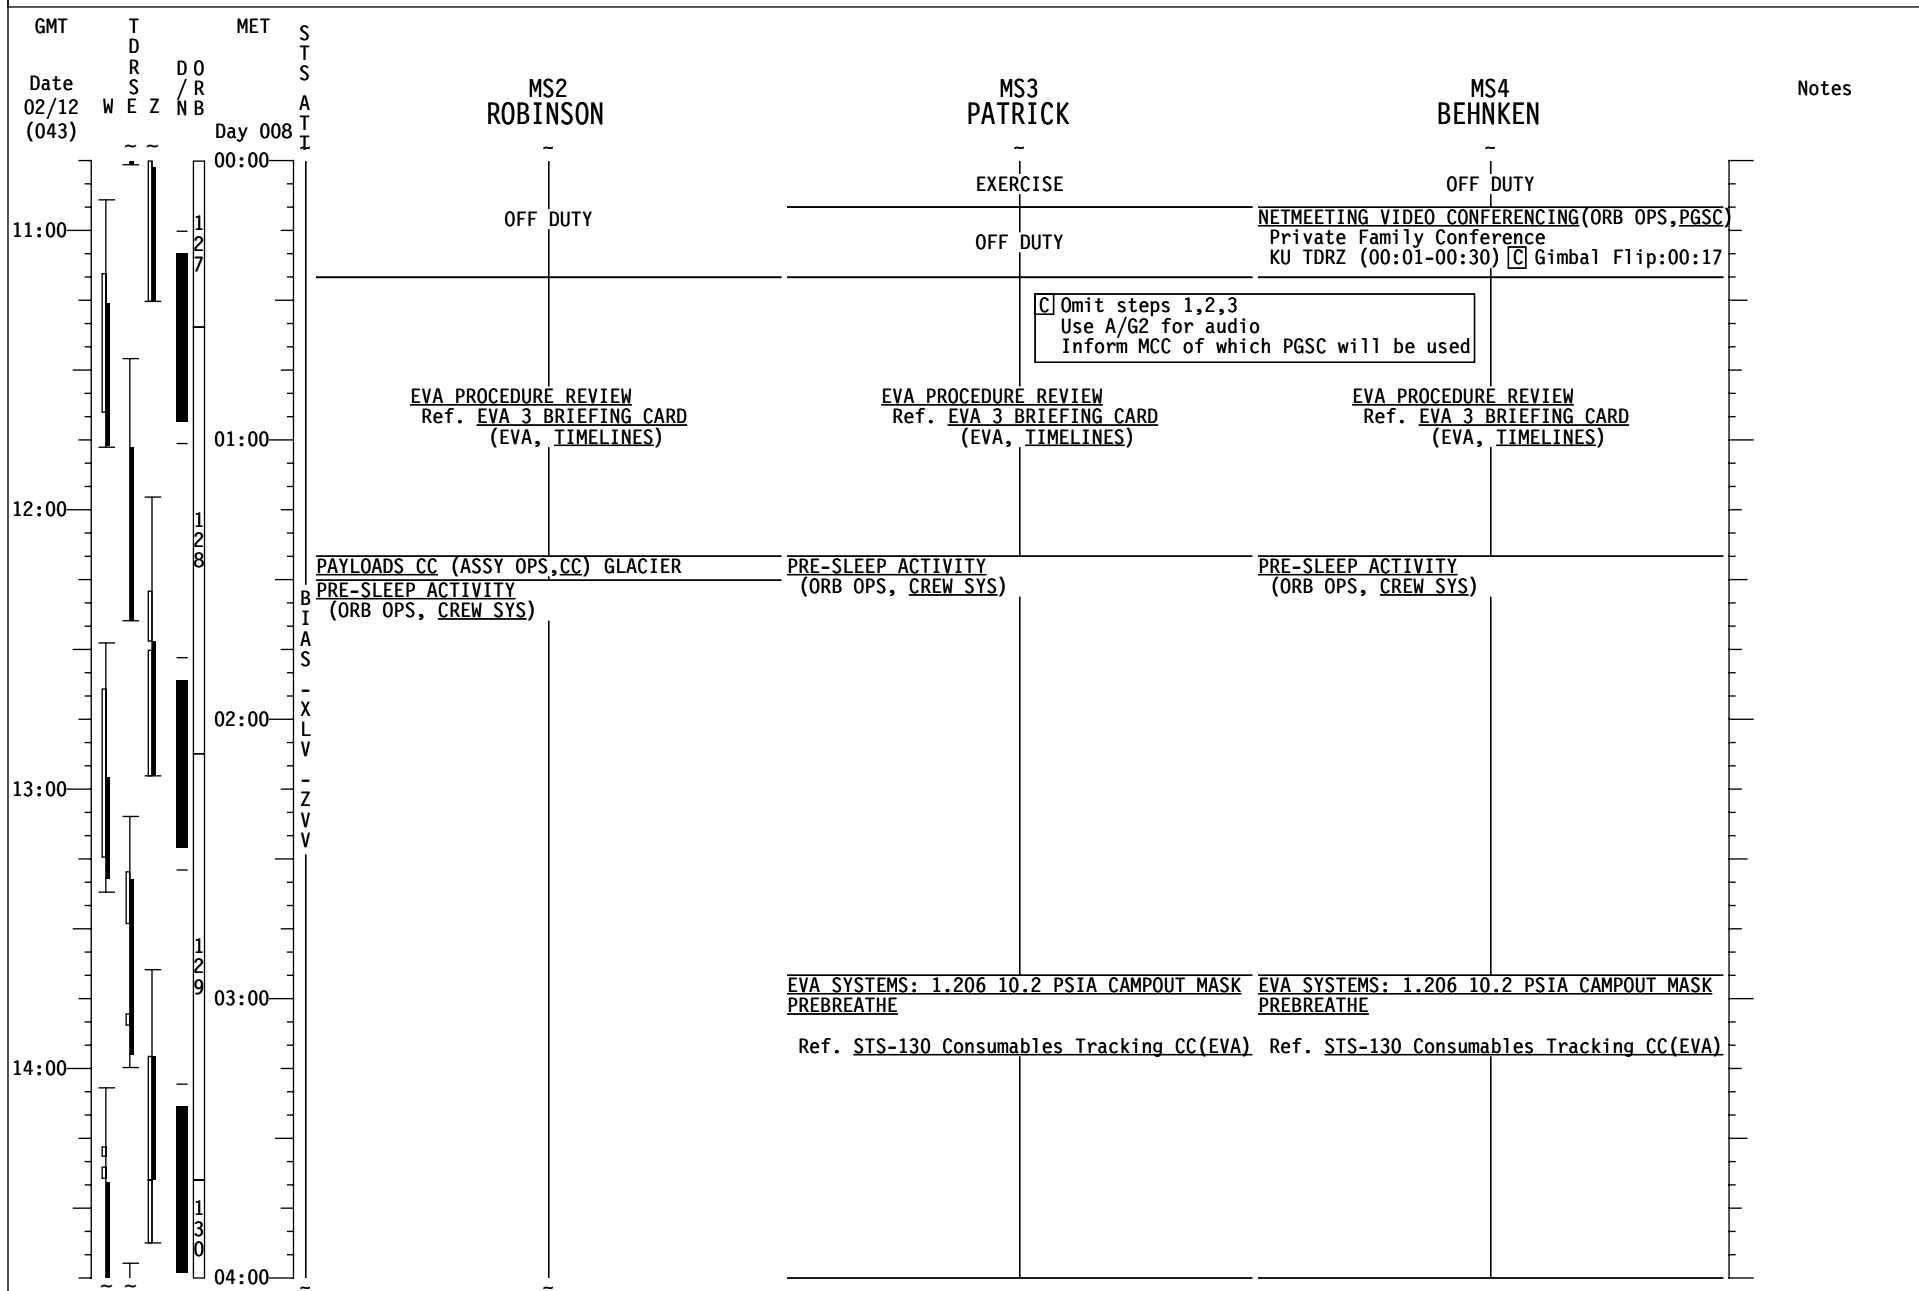 GMT
Date
02/12
(043)
TDRS
W E Z
D/N
ORB
MET
Day 008
STS ATT
MS2
ROBINSON
MS3
PATRICK
MS4
BEHNKEN
Notes
~ ~ ~ ~ ~
00:00
EXERCISE
OFF DUTY
OFF DUTY
NETMEETING VIDEO CONFERENCING(ORB OPS,PGSC)
11:00
127
OFF DUTY
Private Family Conference
KU TDRZ (00:01-00:30) C Gimbal Flip:00:17
C Omit steps 1,2,3
Use A/G2 for audio
Inform MCC of which PGSC will be used
EVA PROCEDURE REVIEW
Ref. EVA 3 BRIEFING CARD
(EVA, TIMELINES)
EVA PROCEDURE REVIEW
Ref. EVA 3 BRIEFING CARD
(EVA, TIMELINES)
EVA PROCEDURE REVIEW
Ref. EVA 3 BRIEFING CARD
(EVA, TIMELINES)
01:00
12:00
128
PAYLOADS CC (ASSY OPS,CC) GLACIER
PRE-SLEEP ACTIVITY
(ORB OPS, CREW SYS)
PRE-SLEEP ACTIVITY
(ORB OPS, CREW SYS)
PRE-SLEEP ACTIVITY
(ORB OPS, CREW SYS)
BIAS -XLV -ZVV
02:00
13:00
129
03:00
EVA SYSTEMS: 1.206 10.2 PSIA CAMPOUT MASK
PREBREATHE
Ref. STS-130 Consumables Tracking CC(EVA)
EVA SYSTEMS: 1.206 10.2 PSIA CAMPOUT MASK
PREBREATHE
Ref. STS-130 Consumables Tracking CC(EVA)
14:00
130
04:00
~ ~ ~ ~